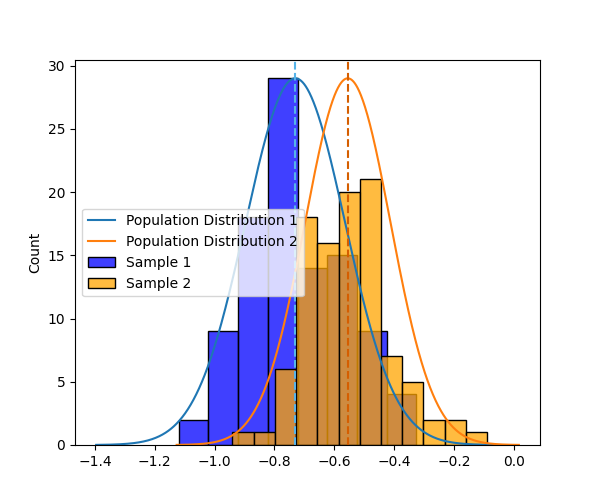 30
25
20
15
10
5
0
Count
Population Distribution 1
Population Distribution 2
Sample 1
Sample 2
−1.4 −1.2 −1.0 −0.8 −0.6 −0.4 −0.2 0.0